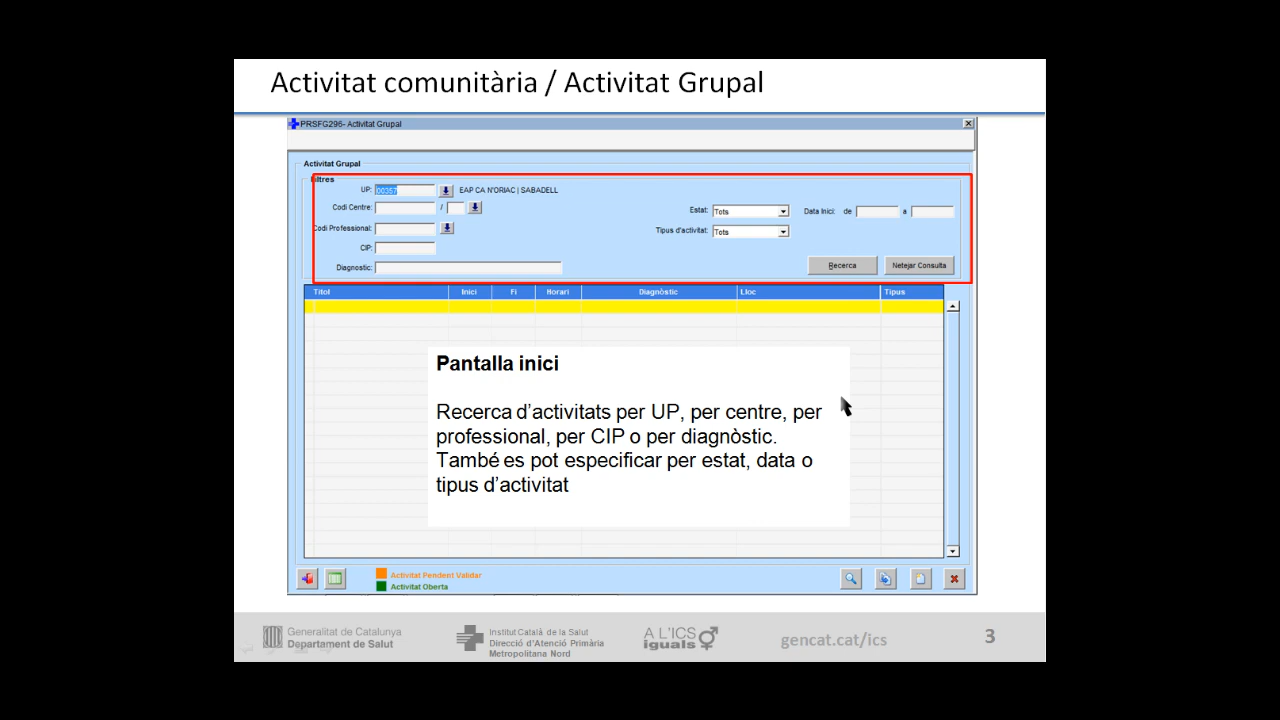 Activitat comunitària / Activitat Grupal
PRSFG296- Activitat Grupal
Activitat Grupal
Filtres
UP: 00357 EAP CA N'ORIAC | SABADELL
Codi Centre: /
Estat: Tots Data Inici: de a
Codi Professional:
Tipus d'activitat: Tots
CIP:
Diagnostic:
Recerca Netejar Consulta
Titol Inici Fi Horari Diagnòstic Lloc Tipus
Pantalla inici
Recerca d'activitats per UP, per centre, per
professional, per CIP o per diagnòstic.
També es pot especificar per estat, data o
tipus d'activitat
Activitat Pendent Validar
Activitat Oberta
Generalitat de Catalunya
Departament de Salut
Institut Català de la Salut
Direcció d'Atenció Primària
Metropolitana Nord
A L'ICS
iguals
gencat.cat/ics
3